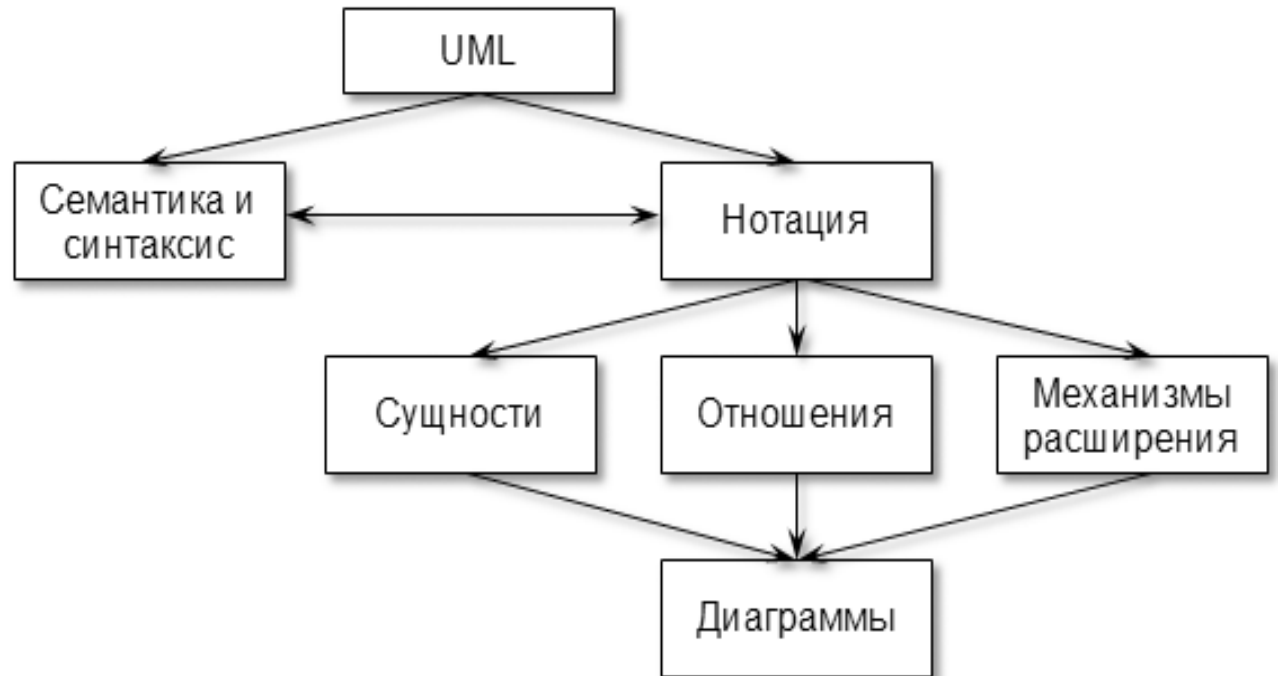 UML
Семантика и
синтаксис
Нотация
Сущности
Отношения
Механизмы
расширения
Диаграммы